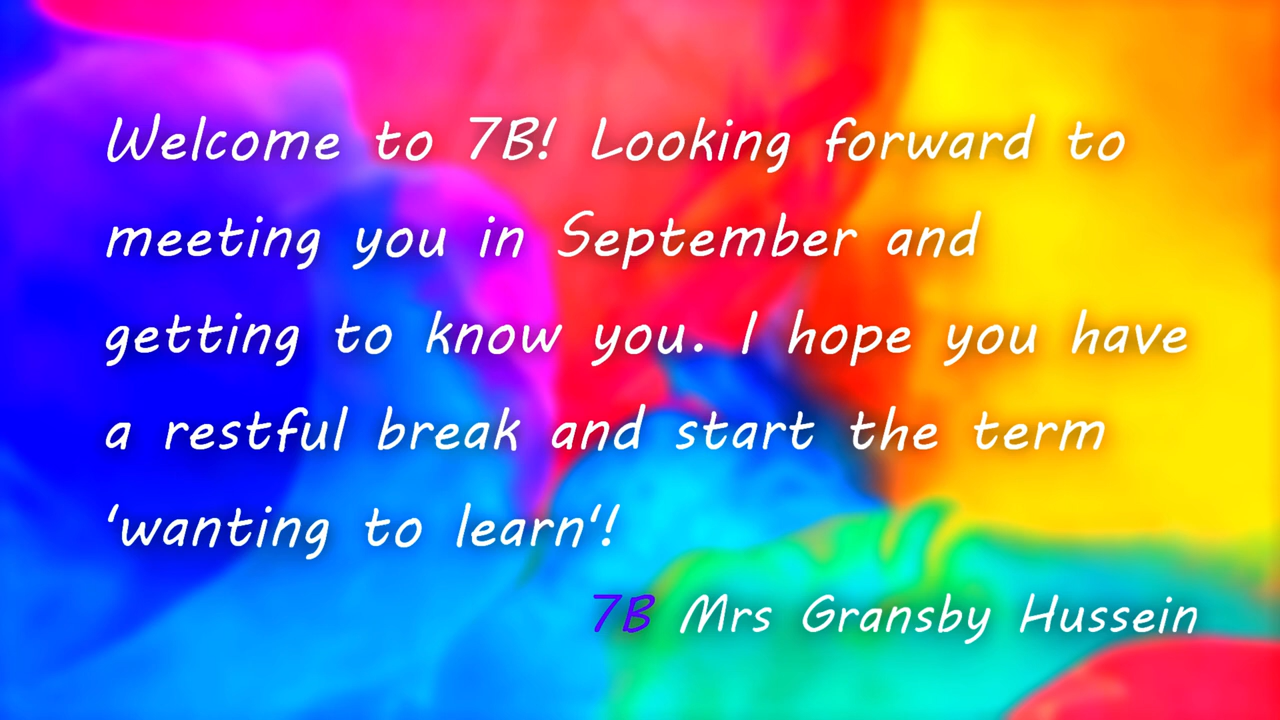 Welcome to 7B! Looking forward to
meeting you in September and
getting to know you. I hope you have
a restful break and start the term
‘wanting to learn‘!
7B Mrs Gransby Hussein